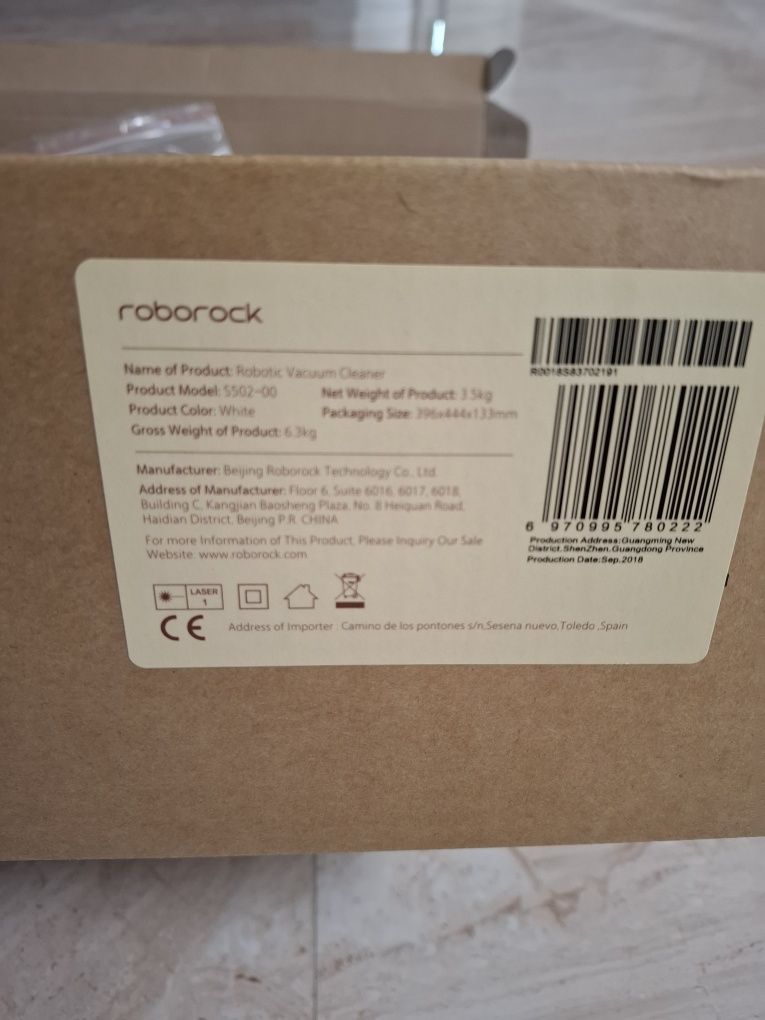 roborock
Name of Product: Robotic Vacuum Cleaner
Product Model: S502-00
Net Weight of Product: 3.5kg
Product Color: White
Packaging Size: 396x444x133mm
Gross Weight of Product: 6.3kg
Manufacturer: Beijing Roborock Technology Co., Ltd.
Address of Manufacturer: Floor 6, Suite 6016, 6017, 6018,
Building C, Kangjian Baosheng Plaza, No. 8 Heiquan Road,
Haidian District, Beijing P.R. CHINA
For more Information of This Product, Please Inquiry Our Sale
Website: www.roborock.com
LASER
1
CE
Address of Importer : Camino de los pontones s/n,Sesena nuevo,Toledo ,Spain
R0018S83702191
6 970995 780222
Production Address:Guangming New
District,ShenZhen,Guangdong Province
Production Date:Sep.2018